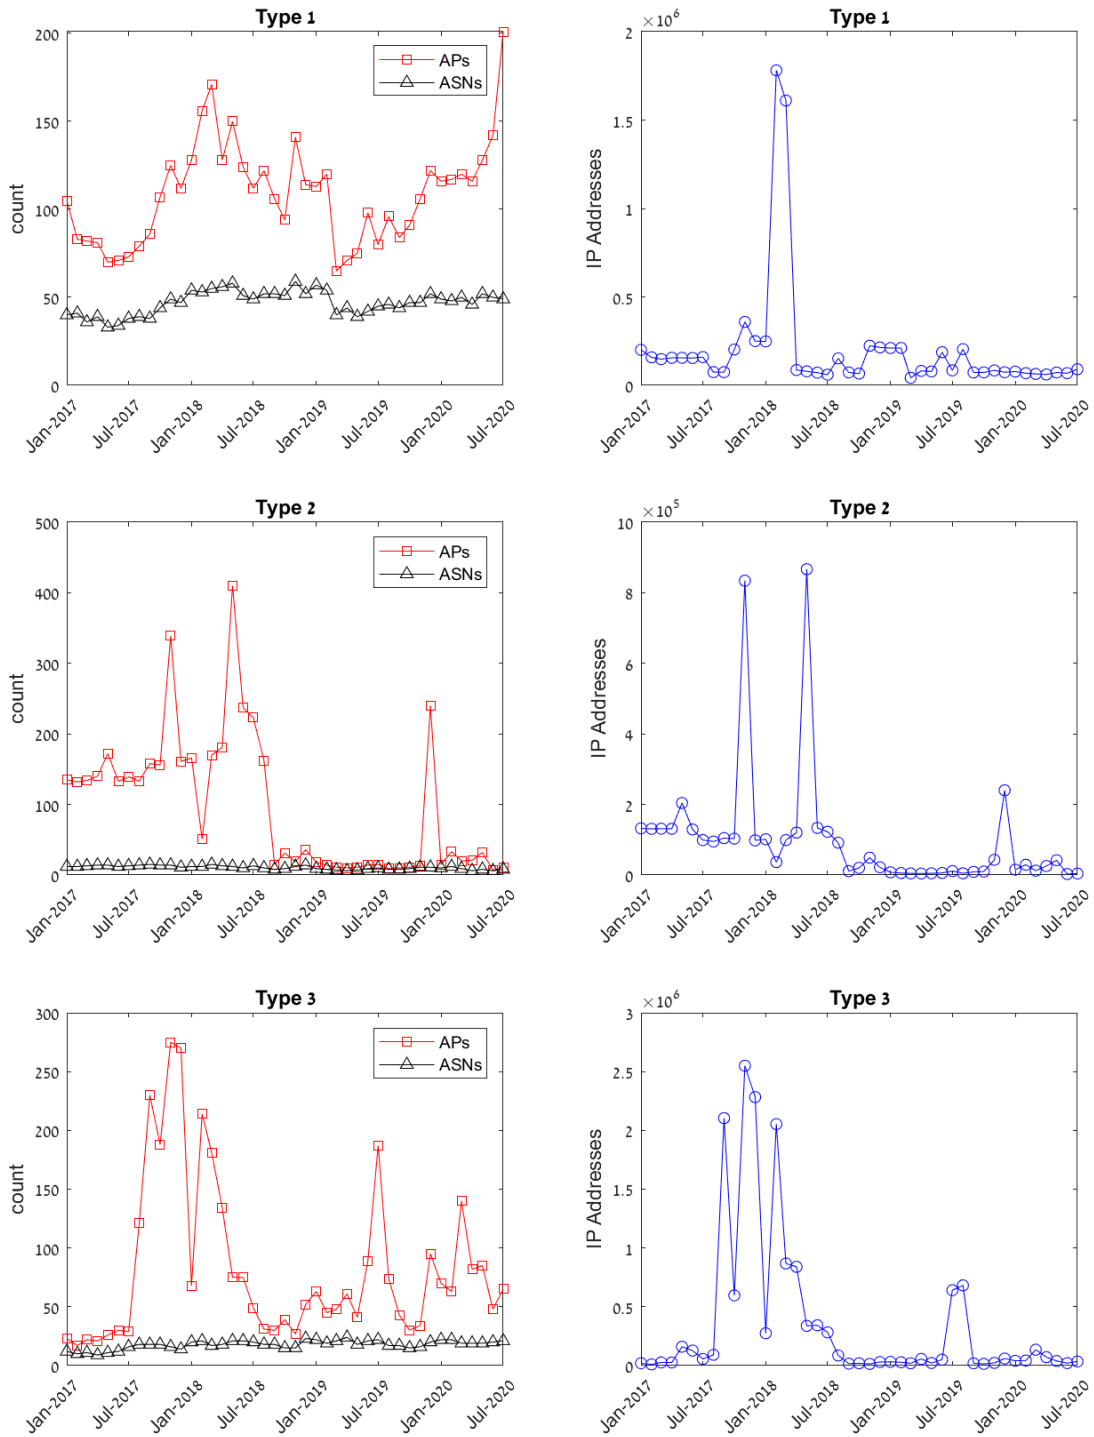 Type 1
200
150
100
50
0
count
APs
ASNs
Jan-2017
Jul-2017
Jan-2018
Jul-2018
Jan-2019
Jul-2019
Jan-2020
Jul-2020
Type 1
×10^6
2
1.5
1
0.5
0
IP Addresses
Jan-2017
Jul-2017
Jan-2018
Jul-2018
Jan-2019
Jul-2019
Jan-2020
Jul-2020
Type 2
500
400
300
200
100
0
count
APs
ASNs
Jan-2017
Jul-2017
Jan-2018
Jul-2018
Jan-2019
Jul-2019
Jan-2020
Jul-2020
Type 2
×10^5
10
8
6
4
2
0
IP Addresses
Jan-2017
Jul-2017
Jan-2018
Jul-2018
Jan-2019
Jul-2019
Jan-2020
Jul-2020
Type 3
300
250
200
150
100
50
0
count
APs
ASNs
Jan-2017
Jul-2017
Jan-2018
Jul-2018
Jan-2019
Jul-2019
Jan-2020
Jul-2020
Type 3
×10^6
3
2.5
2
1.5
1
0.5
0
IP Addresses
Jan-2017
Jul-2017
Jan-2018
Jul-2018
Jan-2019
Jul-2019
Jan-2020
Jul-2020